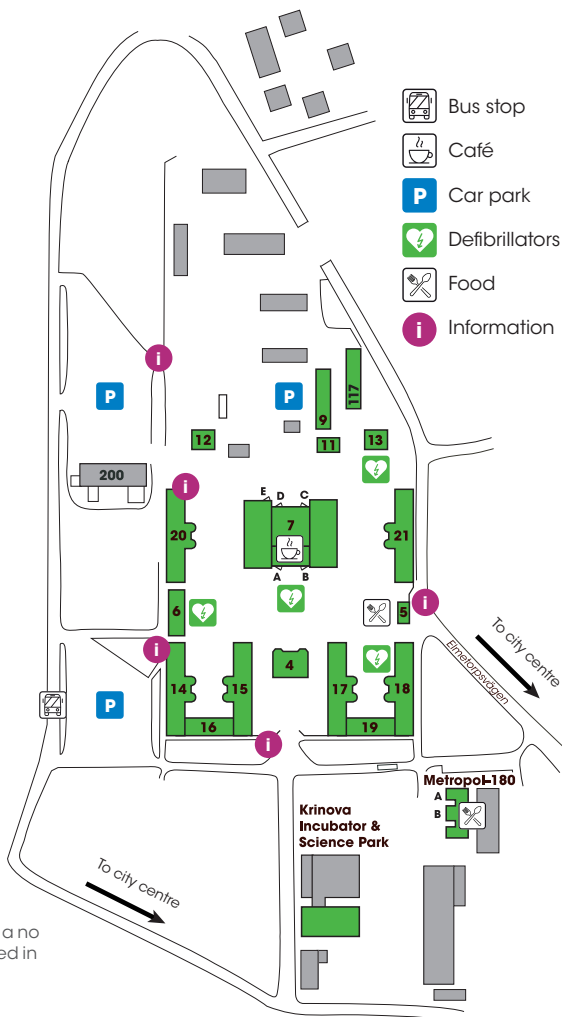 Bus stop
Café
P Car park
Defibrillators
Food
i Information
i
P
P
117
9
12
11
13
200
i
E
D
C
20
7
21
A
B
6
5
i
i
4
14
15
17
18
16
19
P
i
Elmetorpsvägen
To city centre
Metropol-180
A
B
Krinova
Incubator &
Science Park
To city centre
a no
ed in